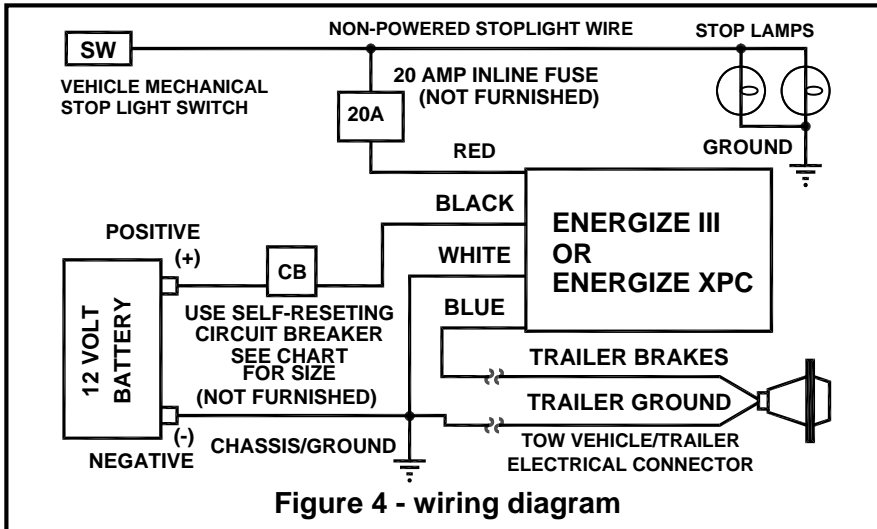 SW
NON-POWERED STOPLIGHT WIRE
STOP LAMPS
VEHICLE MECHANICAL
STOP LIGHT SWITCH
20 AMP INLINE FUSE
(NOT FURNISHED)
20A
GROUND
RED
BLACK
WHITE
BLUE
ENERGIZE III
OR
ENERGIZE XPC
POSITIVE
(+)
CB
12 VOLT
BATTERY
USE SELF-RESETING
CIRCUIT BREAKER
SEE CHART
FOR SIZE
(NOT FURNISHED)
TRAILER BRAKES
TRAILER GROUND
(-)
NEGATIVE
CHASSIS/GROUND
TOW VEHICLE/TRAILER
ELECTRICAL CONNECTOR
Figure 4 - wiring diagram